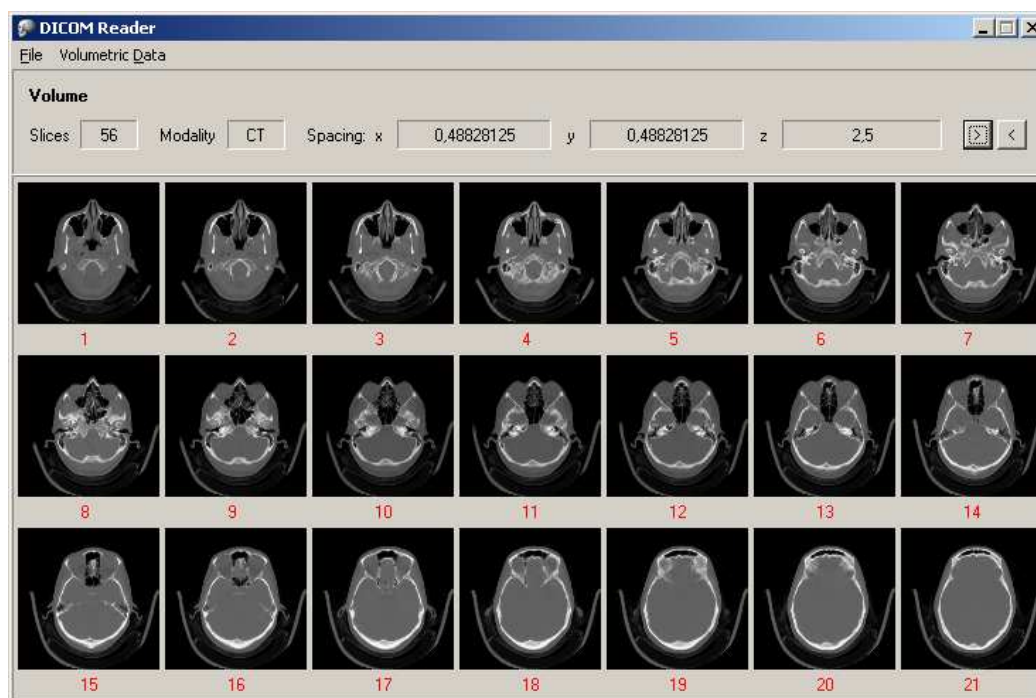 DICOM Reader
File Volumetric Data
Volume
Slices 56 Modality CT Spacing: x 0,48828125 y 0,48828125 z 2,5 > <
1 2 3 4 5 6 7
8 9 10 11 12 13 14
15 16 17 18 19 20 21